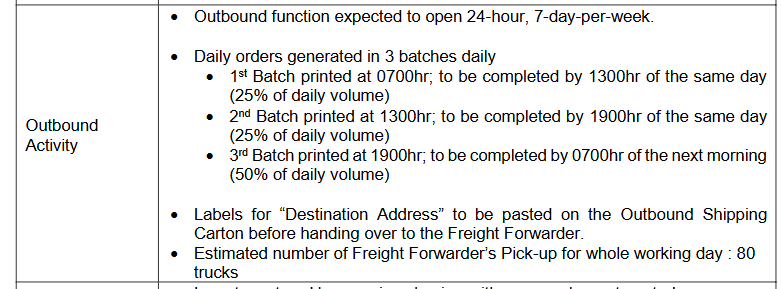 • Outbound function expected to open 24-hour, 7-day-per-week.
• Daily orders generated in 3 batches daily
• 1st Batch printed at 0700hr; to be completed by 1300hr of the same day
(25% of daily volume)
• 2nd Batch printed at 1300hr; to be completed by 1900hr of the same day
(25% of daily volume)
• 3rd Batch printed at 1900hr; to be completed by 0700hr of the next morning
(50% of daily volume)
Outbound
Activity
• Labels for “Destination Address” to be pasted on the Outbound Shipping
Carton before handing over to the Freight Forwarder.
• Estimated number of Freight Forwarder’s Pick-up for whole working day : 80
trucks